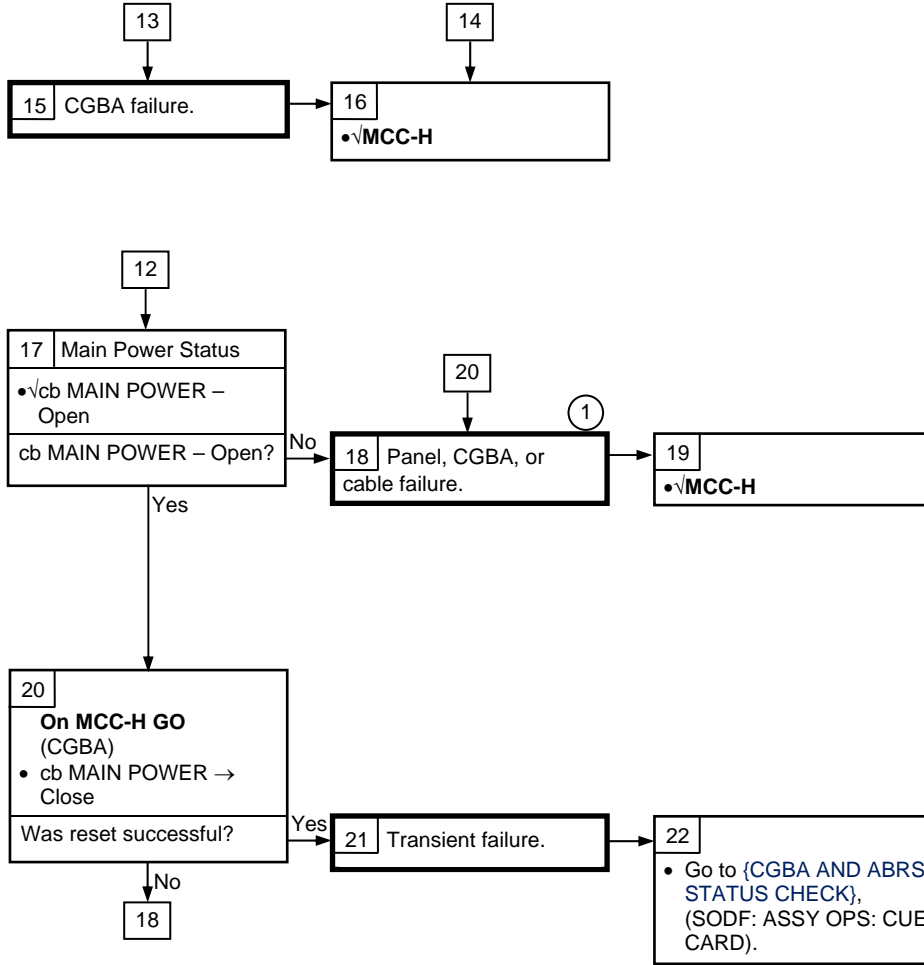 13
14
15 CGBA failure.
16
•√MCC-H
12
17 Main Power Status
•√cb MAIN POWER –
Open
cb MAIN POWER – Open?
No
Yes
20
1
18 Panel, CGBA, or
cable failure.
19
•√MCC-H
20
On MCC-H GO
(CGBA)
• cb MAIN POWER →
Close
Was reset successful?
Yes
No
18
21 Transient failure.
22
• Go to {CGBA AND ABRS
STATUS CHECK},
(SODF: ASSY OPS: CUE
CARD).